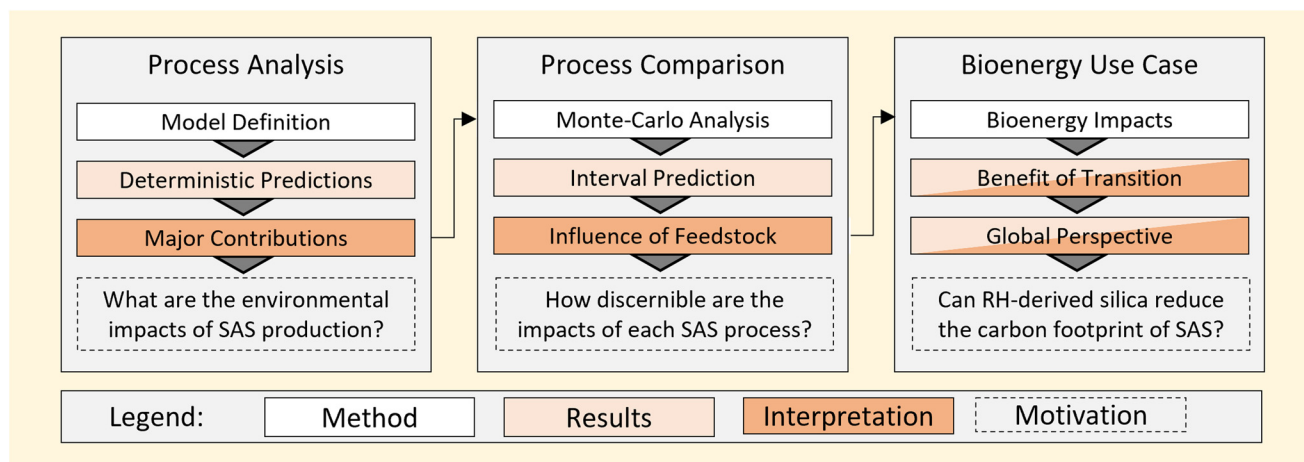 Process Analysis
Model Definition
Deterministic Predictions
Major Contributions
What are the environmental
impacts of SAS production?
Process Comparison
Monte-Carlo Analysis
Interval Prediction
Influence of Feedstock
How discernible are the
impacts of each SAS process?
Bioenergy Use Case
Bioenergy Impacts
Benefit of Transition
Global Perspective
Can RH-derived silica reduce
the carbon footprint of SAS?
Legend:
Method
Results
Interpretation
Motivation